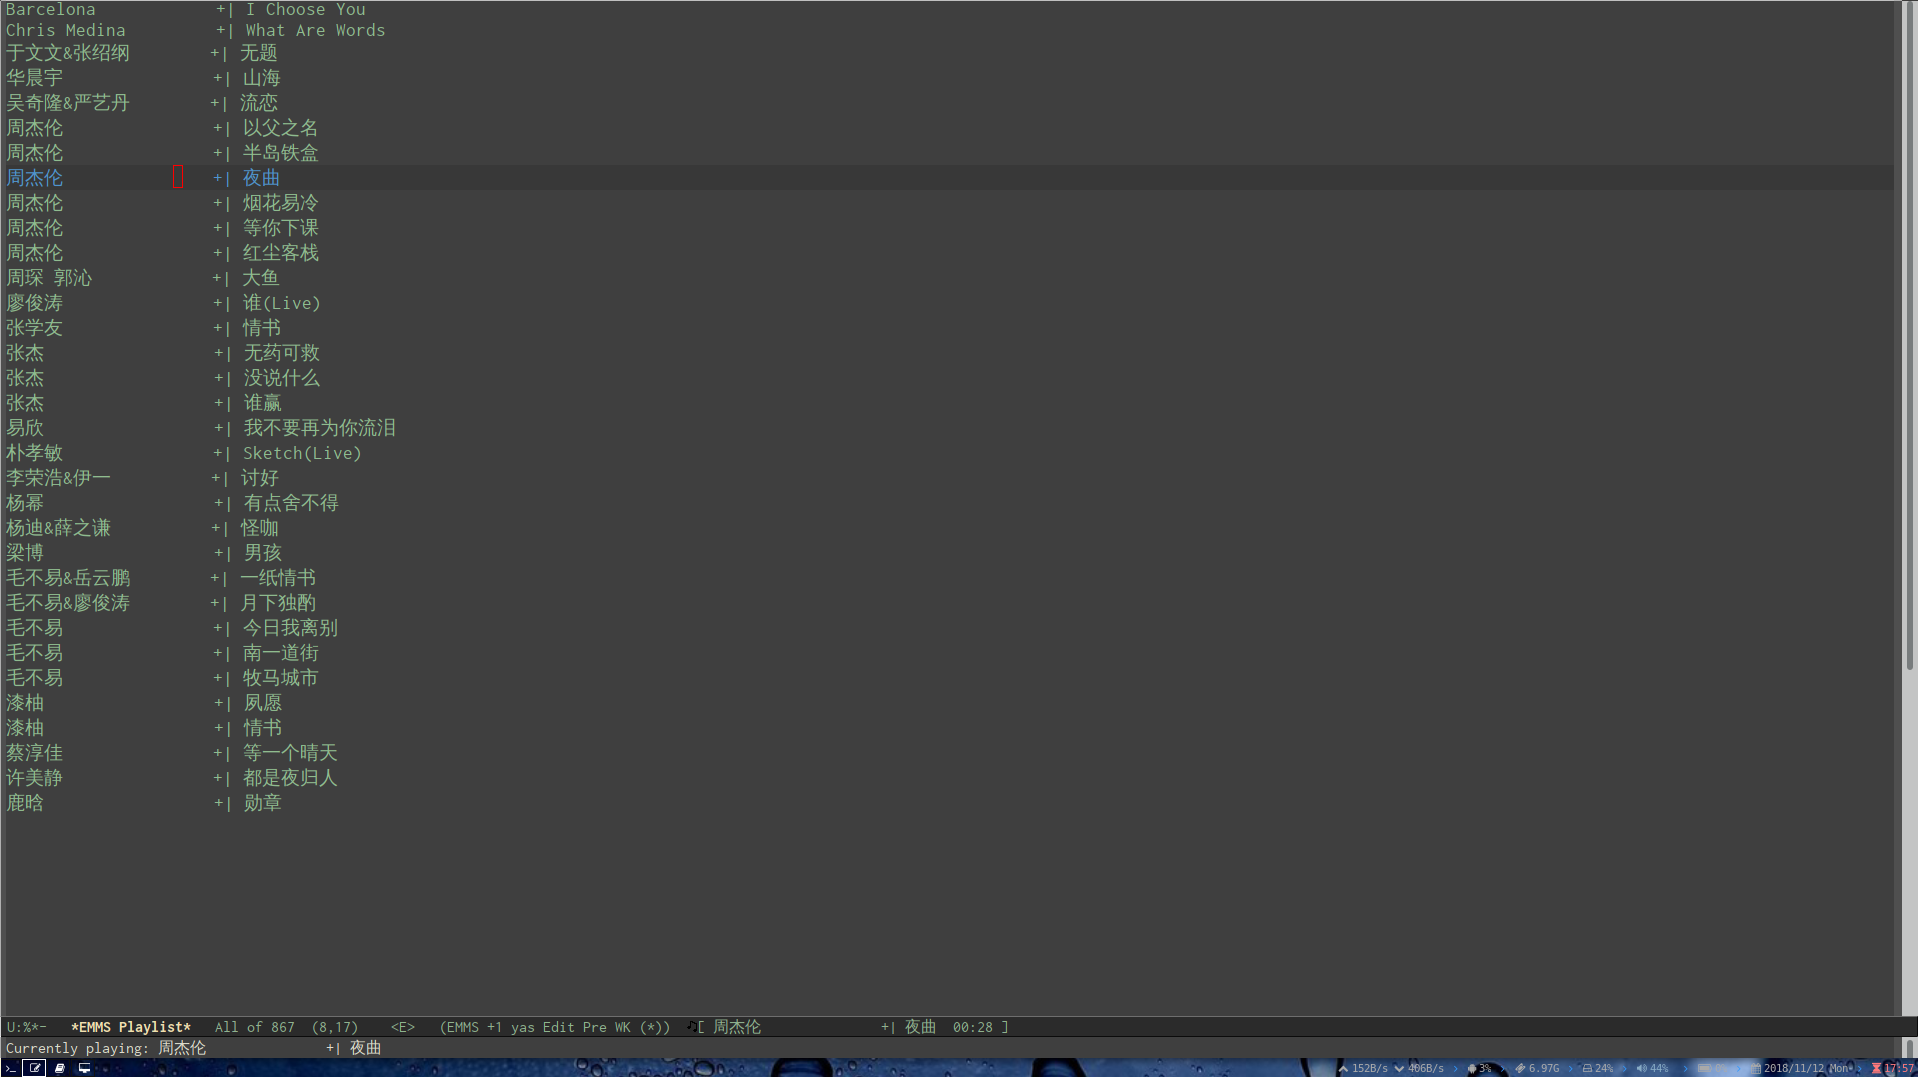 Barcelona +| I Choose You
Chris Medina +| What Are Words
于文文&张绍纲 +| 无题
华晨宇 +| 山海
吴奇隆&严艺丹 +| 流恋
周杰伦 +| 以父之名
周杰伦 +| 半岛铁盒
周杰伦 +| 夜曲
周杰伦 +| 烟花易冷
周杰伦 +| 等你下课
周杰伦 +| 红尘客栈
周琛 郭沁 +| 大鱼
廖俊涛 +| 谁(Live)
张学友 +| 情书
张杰 +| 无药可救
张杰 +| 没说什么
张杰 +| 谁赢
易欣 +| 我不要再为你流泪
朴孝敏 +| Sketch(Live)
李荣浩&伊一 +| 讨好
杨幂 +| 有点舍不得
杨迪&薛之谦 +| 怪咖
梁博 +| 男孩
毛不易&岳云鹏 +| 一纸情书
毛不易&廖俊涛 +| 月下独酌
毛不易 +| 今日我离别
毛不易 +| 南一道街
毛不易 +| 牧马城市
漆柚 +| 夙愿
漆柚 +| 情书
蔡淳佳 +| 等一个晴天
许美静 +| 都是夜归人
鹿晗 +| 勋章
U:%*- *EMMS Playlist* All of 867 (8,17) <E> (EMMS +1 yas Edit Pre WK (*)) ♫[ 周杰伦 +| 夜曲 00:28 ]
Currently playing: 周杰伦 +| 夜曲
152B/s 406B/s 3% 6.97G 24% 44% 2018/11/12 Mon 17:57